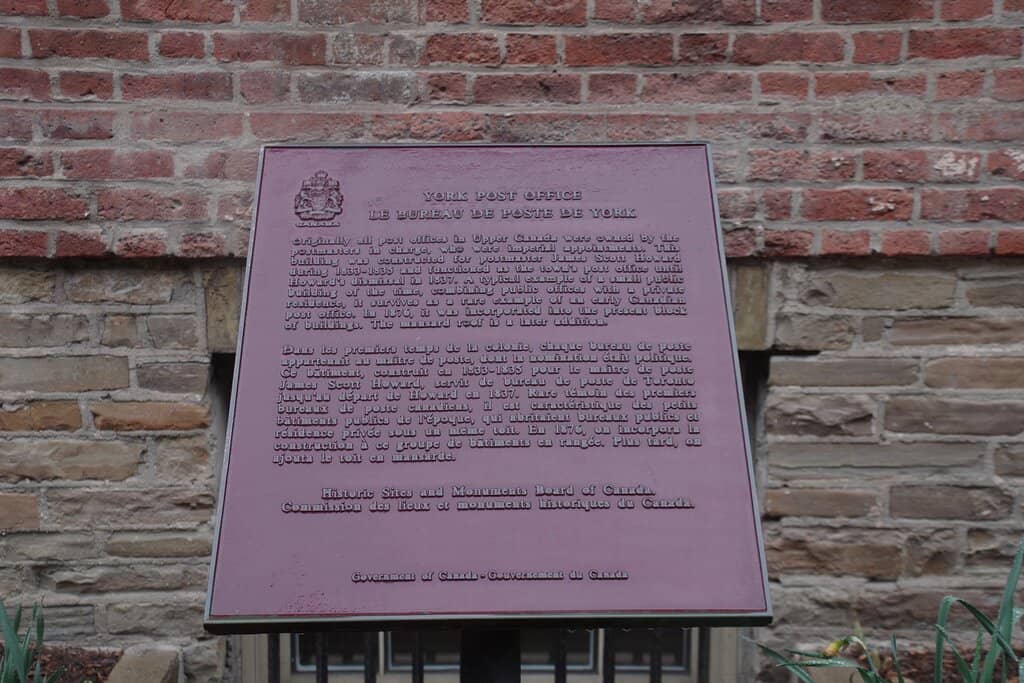 CANADA
YORK POST OFFICE
LE BUREAU DE POSTE DE YORK
Originally all post offices in Upper Canada were owned by the
postmasters in charge, who were imperial appointments. This
building was constructed for postmaster James Scott Howard
during 1833-1835 and functioned as the town's post office until
Howard's dismissal in 1837. A typical example of a small public
building of the time, combining public offices with a private
residence, it survives as a rare example of an early Canadian
post office. In 1876, it was incorporated into the present block
of buildings. The mansard roof is a later addition.
Dans les premiers temps de la colonie, chaque bureau de poste
appartenait au maître de poste, dont la nomination était politique.
Ce bâtiment, construit en 1833-1835 pour le maître de poste
James Scott Howard, servit de bureau de poste de Toronto
jusqu'au départ de Howard en 1837. Rare témoin des premiers
bureaux de poste canadiens, il est caractéristique des petits
bâtiments publics de l'époque, qui abritaient bureaux publics et
résidence privée sous un même toit. En 1876, on incorpora la
construction à ce groupe de bâtiments en rangée. Plus tard, on
ajouta le toit en mansarde.
Historic Sites and Monuments Board of Canada.
Commission des lieux et monuments historiques du Canada.
Government of Canada - Gouvernement du Canada